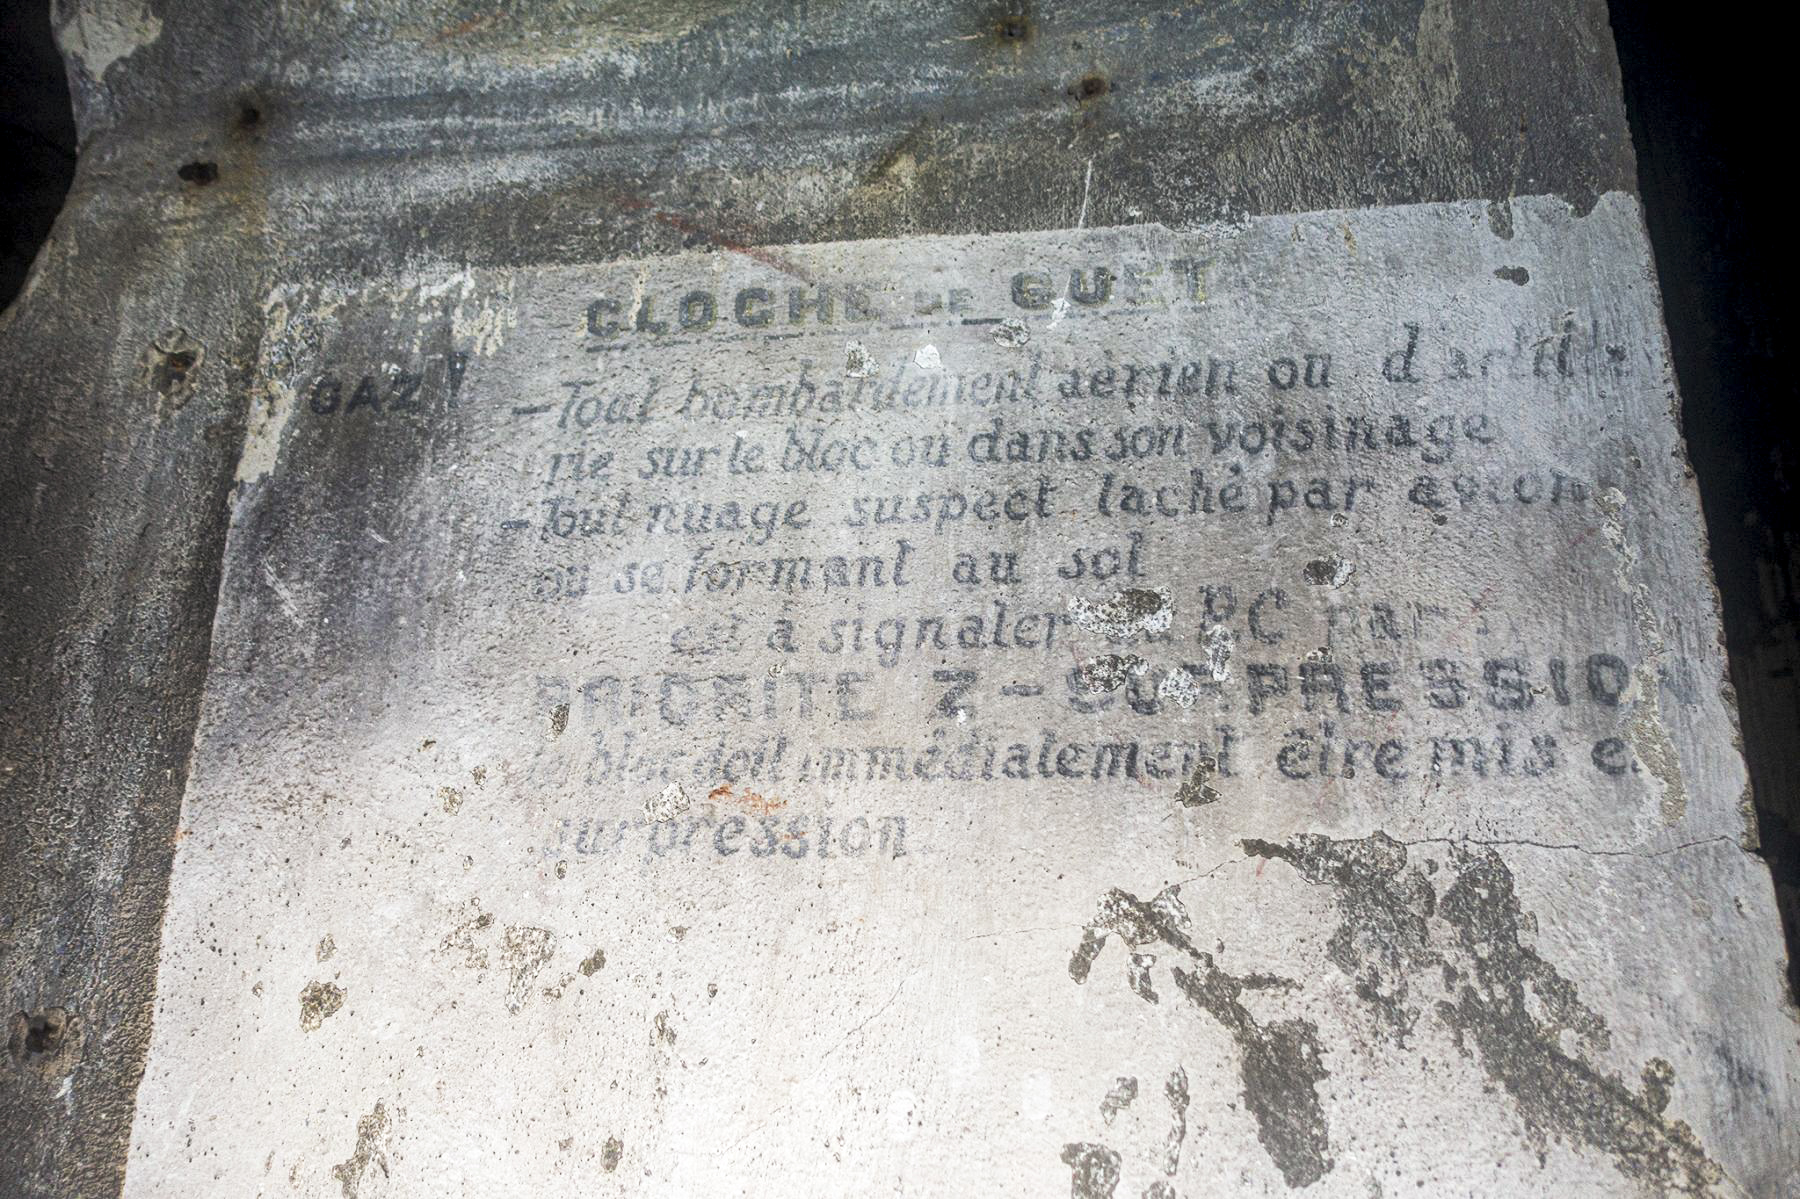 CLOCHE DE GUET
GAZ !
- Tout bombardement aérien ou d'artille
rie sur le bloc ou dans son voisinage
- Tout nuage suspect laché par avion
ou se formant au sol
est à signaler au P.C par
PRIORITE Z - SURPRESSION
le bloc doit immédiatement être mis en
surpression.